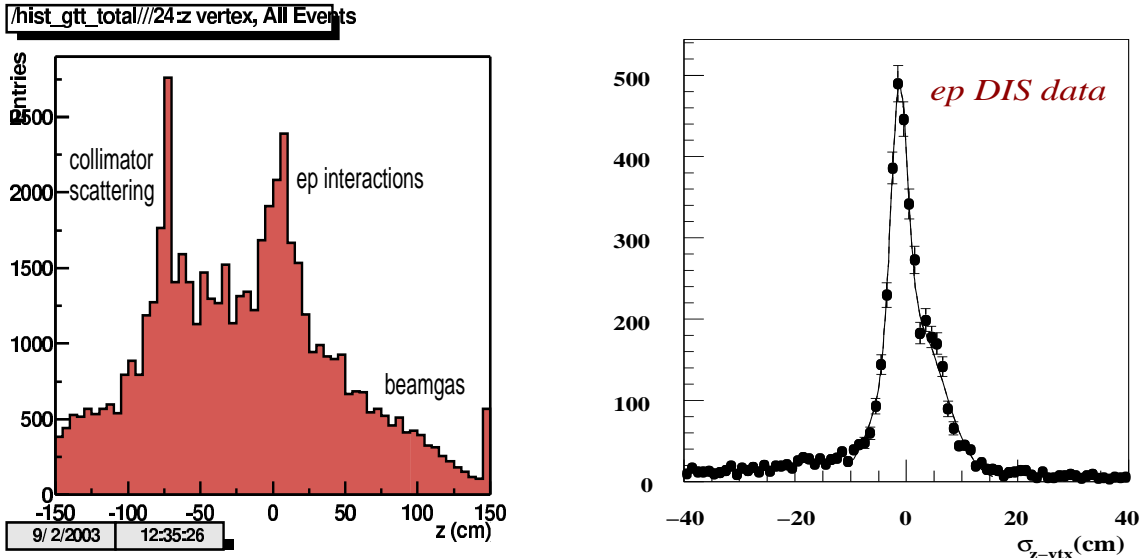 /hist_gtt_total///24:z vertex, All Events
Entries
2500
2000
1500
1000
500
0
collimator
scattering
ep interactions
beamgas
-150 -100 -50 0 50 100 150
z (cm)
9/ 2/2003 12:35:26
500
400
300
200
100
0
ep DIS data
−40 −20 0 20 40
σz−vtx(cm)